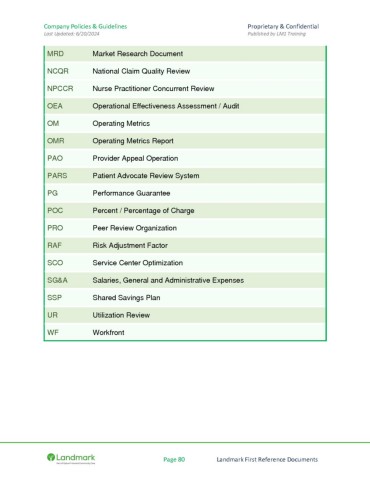 Company Policies & Guidelines Proprietary & Confidential
Last Updated: 6/20/2024 Published by LMS Training
MRD Market Research Document
NCQR National Claim Quality Review
NPCCR Nurse Practitioner Concurrent Review
OEA Operational Effectiveness Assessment / Audit
OM Operating Metrics
OMR Operating Metrics Report
PAO Provider Appeal Operation
PARS Patient Advocate Review System
PG Performance Guarantee
POC Percent / Percentage of Charge
PRO Peer Review Organization
RAF Risk Adjustment Factor
SCO Service Center Optimization
SG&A Salaries, General and Administrative Expenses
SSP Shared Savings Plan
UR Utilization Review
WF Workfront
Landmark
Page 80 Landmark First Reference Documents